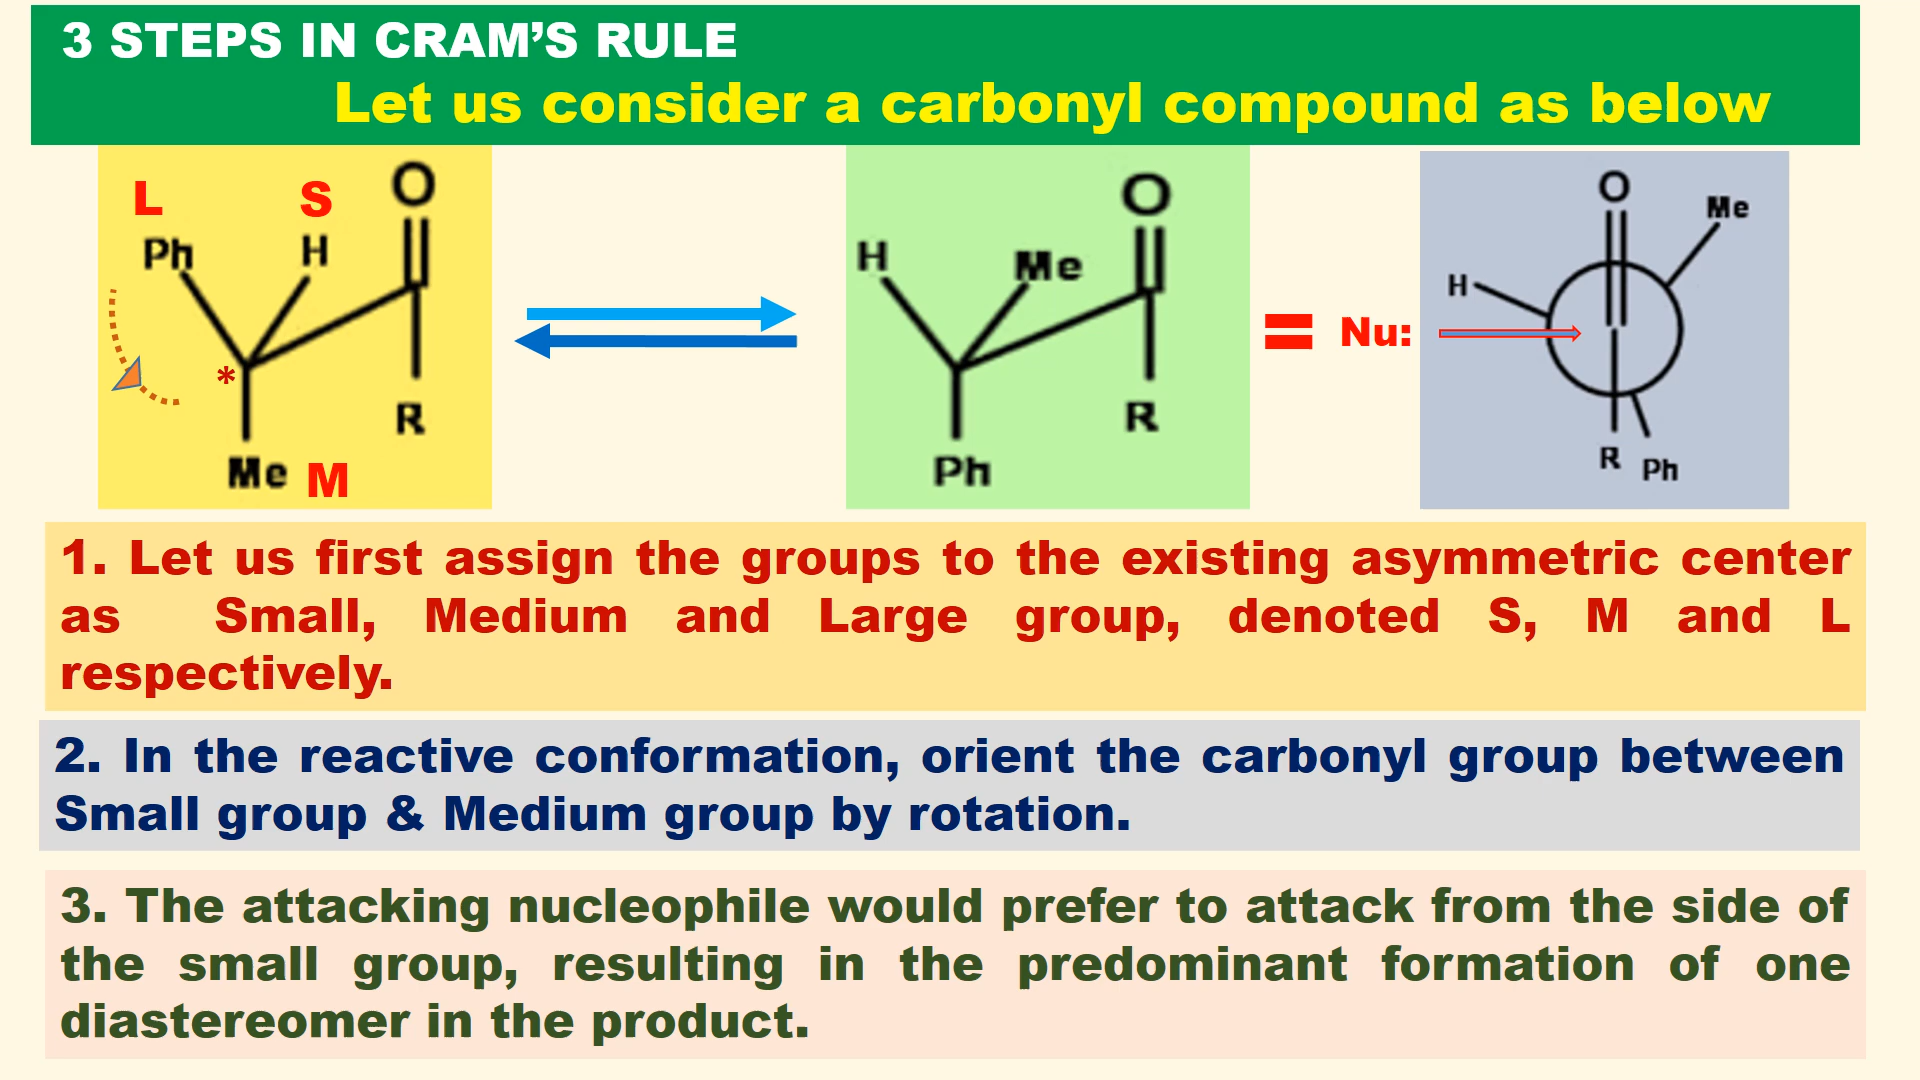 3 STEPS IN CRAM’S RULE
Let us consider a carbonyl compound as below
L S O
Ph H
*
R
Me M
O
H Me
R
Ph
= Nu:
O
Me
H
R Ph
1. Let us first assign the groups to the existing asymmetric center
as Small, Medium and Large group, denoted S, M and L
respectively.
2. In the reactive conformation, orient the carbonyl group between
Small group & Medium group by rotation.
3. The attacking nucleophile would prefer to attack from the side of
the small group, resulting in the predominant formation of one
diastereomer in the product.